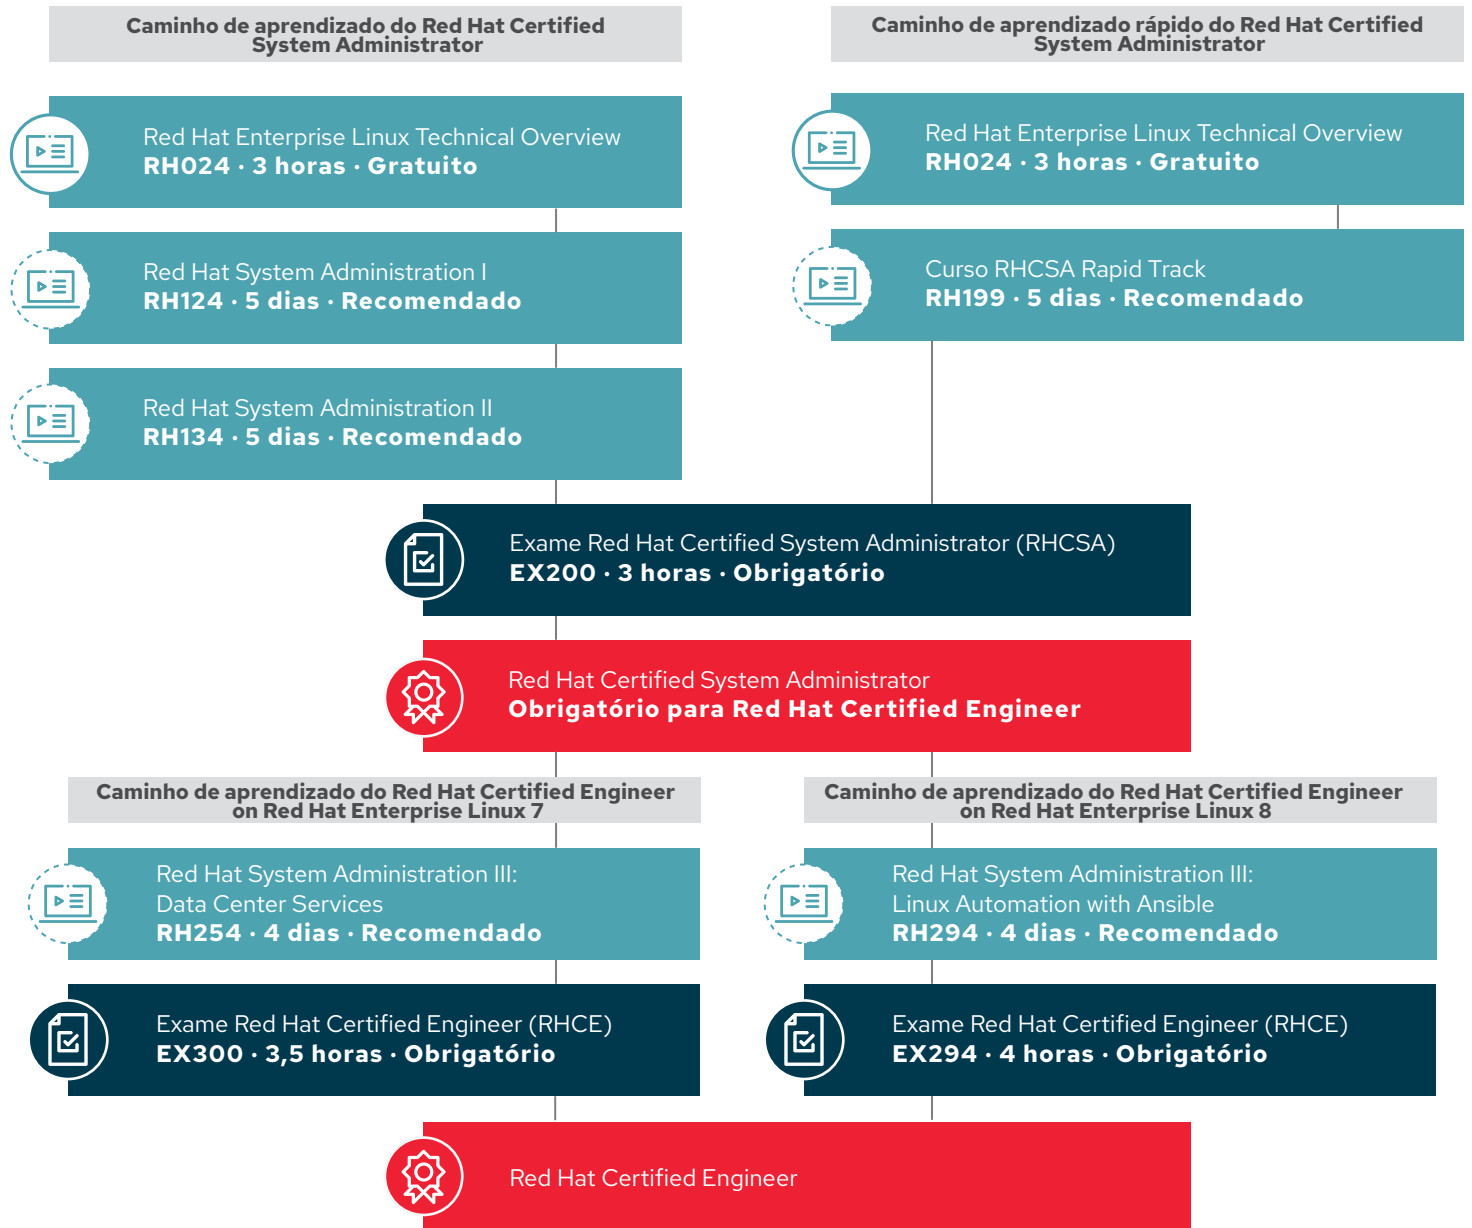 Caminho de aprendizado do Red Hat Certified
System Administrator
Red Hat Enterprise Linux Technical Overview
RH024 · 3 horas · Gratuito
Red Hat System Administration I
RH124 · 5 dias · Recomendado
Red Hat System Administration II
RH134 · 5 dias · Recomendado
Caminho de aprendizado rápido do Red Hat Certified
System Administrator
Red Hat Enterprise Linux Technical Overview
RH024 · 3 horas · Gratuito
Curso RHCSA Rapid Track
RH199 · 5 dias · Recomendado
Exame Red Hat Certified System Administrator (RHCSA)
EX200 · 3 horas · Obrigatório
Red Hat Certified System Administrator
Obrigatório para Red Hat Certified Engineer
Caminho de aprendizado do Red Hat Certified Engineer
on Red Hat Enterprise Linux 7
Red Hat System Administration III:
Data Center Services
RH254 · 4 dias · Recomendado
Exame Red Hat Certified Engineer (RHCE)
EX300 · 3,5 horas · Obrigatório
Caminho de aprendizado do Red Hat Certified Engineer
on Red Hat Enterprise Linux 8
Red Hat System Administration III:
Linux Automation with Ansible
RH294 · 4 dias · Recomendado
Exame Red Hat Certified Engineer (RHCE)
EX294 · 4 horas · Obrigatório
Red Hat Certified Engineer